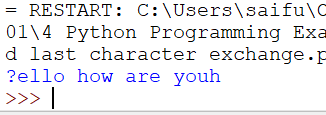 = RESTART: C:\Users\saifu\
01\4 Python Programming Exa
d last character exchange.p
?ello how are youh
>>>